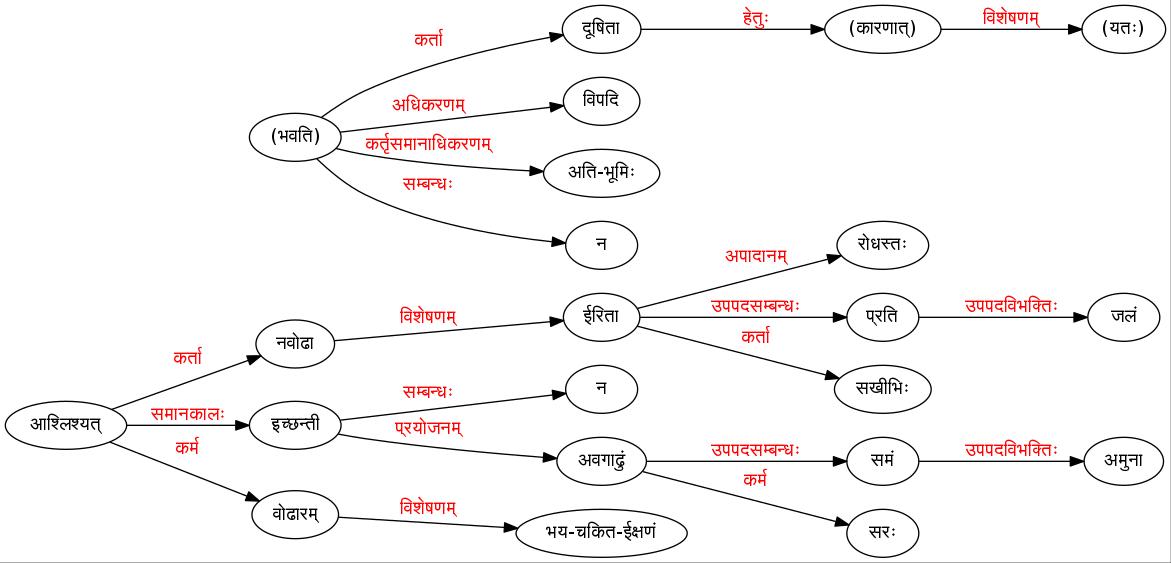 कर्ता
दूषिता
हेतुः
(कारणात्)
विशेषणम्
(यतः)
(भवति)
अधिकरणम्
विपदि
कर्तृसमानाधिकरणम्
अति-भूमिः
सम्बन्धः
न
आश्लिश्यत्
कर्ता
नवोढा
विशेषणम्
ईरिता
अपादानम्
रोधस्तः
उपपदसम्बन्धः
प्रति
उपपदविभक्तिः
जलं
कर्ता
सखीभिः
समानकालः
इच्छन्ती
सम्बन्धः
न
प्रयोजनम्
अवगाढुं
उपपदसम्बन्धः
समं
उपपदविभक्तिः
अमुना
कर्म
सरः
कर्म
वोढारम्
विशेषणम्
भय-चकित-ईक्षणं